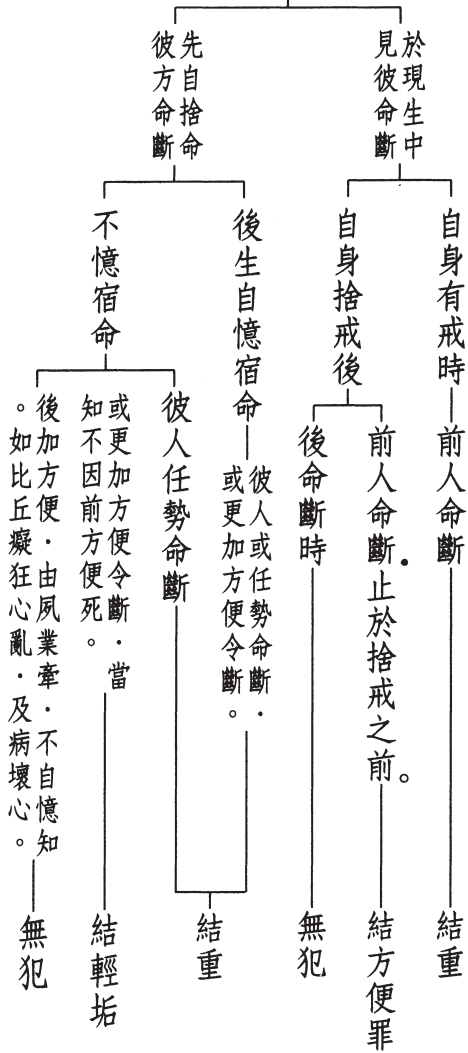 於現生中
見彼命斷
自身有戒時
前人命斷
結重
自身捨戒後
前人命斷．止於捨戒之前。
結方便罪
後命斷時
無犯
先自捨命
彼方命斷
後生自憶宿命
彼人或任勢命斷．
或更加方便令斷。
不憶宿命
彼人任勢命斷
結重
或更加方便令斷．當
知不因前方便死。
結輕垢
後加方便．由夙業牽．不自憶知
。如比丘癡狂心亂．及病壞心。
無犯